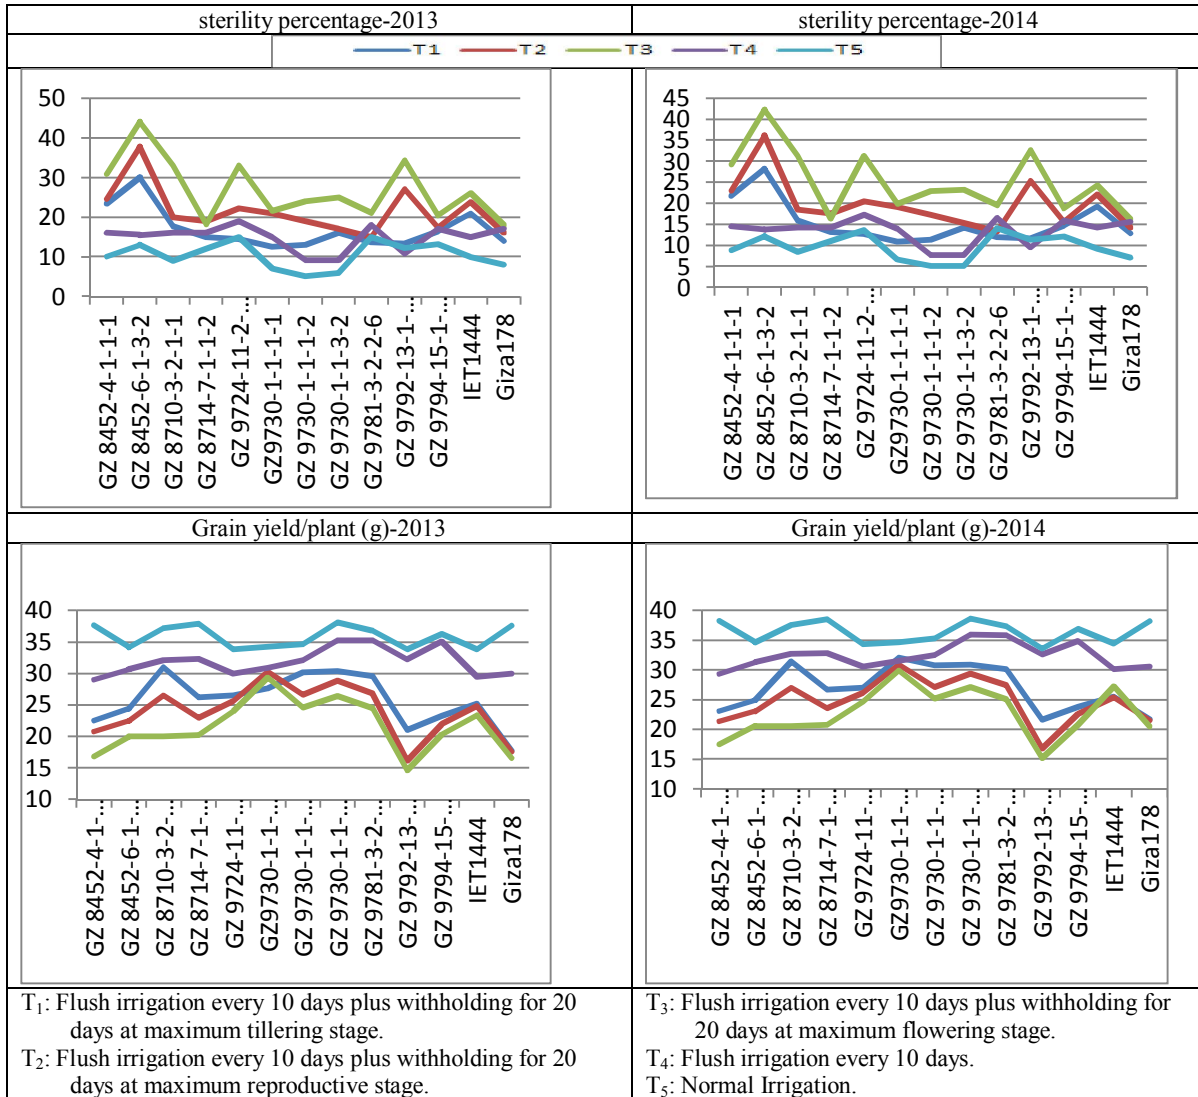 sterility percentage-2013
sterility percentage-2014
T1 T2 T3 T4 T5
50
40
30
20
10
0
GZ 8452-4-1-1-1
GZ 8452-6-1-3-2
GZ 8710-3-2-1-1
GZ 8714-7-1-1-2
GZ 9724-11-2-...
GZ9730-1-1-1-1
GZ 9730-1-1-1-2
GZ 9730-1-1-3-2
GZ 9781-3-2-2-6
GZ 9792-13-1-...
GZ 9794-15-1-...
IET1444
Giza178
45
40
35
30
25
20
15
10
5
0
GZ 8452-4-1-1-1
GZ 8452-6-1-3-2
GZ 8710-3-2-1-1
GZ 8714-7-1-1-2
GZ 9724-11-2-...
GZ9730-1-1-1-1
GZ 9730-1-1-1-2
GZ 9730-1-1-3-2
GZ 9781-3-2-2-6
GZ 9792-13-1-...
GZ 9794-15-1-...
IET1444
Giza178
Grain yield/plant (g)-2013
Grain yield/plant (g)-2014
40
35
30
25
20
15
10
GZ 8452-4-1-...
GZ 8452-6-1-...
GZ 8710-3-2-...
GZ 8714-7-1-...
GZ 9724-11-...
GZ9730-1-1-...
GZ 9730-1-1-...
GZ 9730-1-1-...
GZ 9781-3-2-...
GZ 9792-13-...
GZ 9794-15-...
IET1444
Giza178
40
35
30
25
20
15
10
GZ 8452-4-1-...
GZ 8452-6-1-...
GZ 8710-3-2-...
GZ 8714-7-1-...
GZ 9724-11-...
GZ9730-1-1-...
GZ 9730-1-1-...
GZ 9730-1-1-...
GZ 9781-3-2-...
GZ 9792-13-...
GZ 9794-15-...
IET1444
Giza178
T₁: Flush irrigation every 10 days plus withholding for 20
days at maximum tillering stage.
T₂: Flush irrigation every 10 days plus withholding for 20
days at maximum reproductive stage.
T₃: Flush irrigation every 10 days plus withholding for
20 days at maximum flowering stage.
T₄: Flush irrigation every 10 days.
T₅: Normal Irrigation.